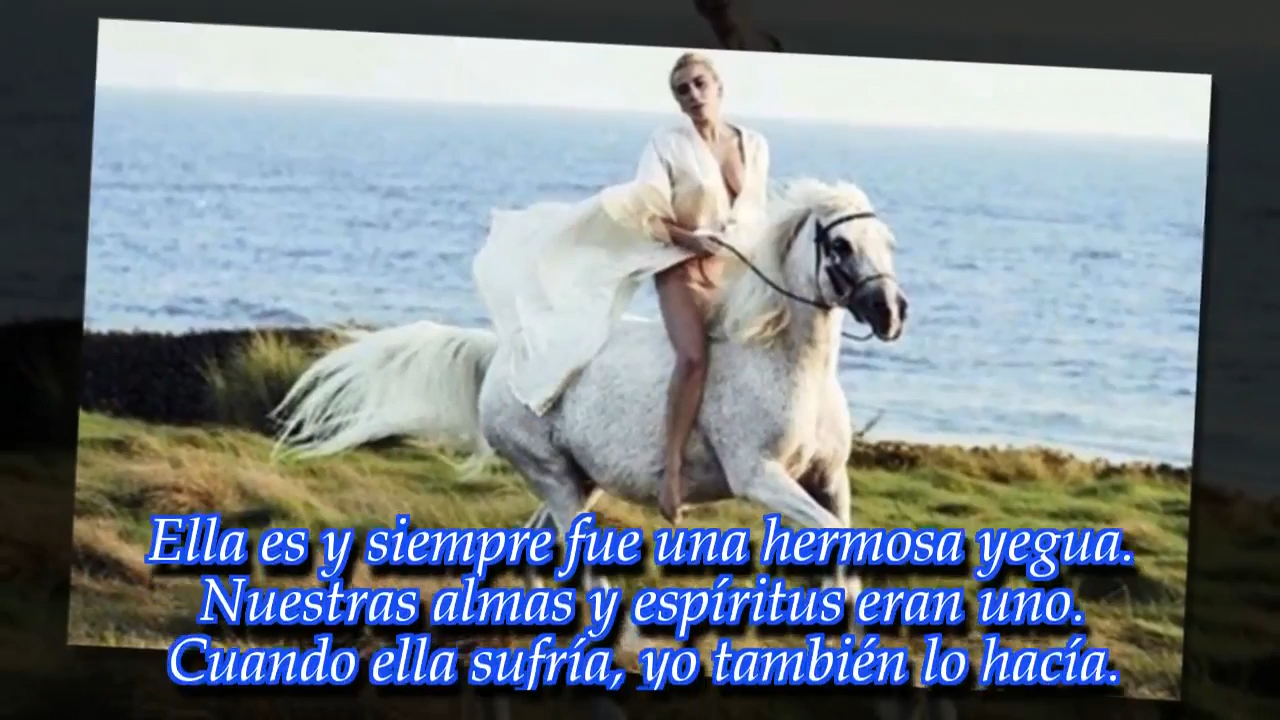 Ella es y siempre fue una hermosa yegua.
Nuestras almas y espíritus eran uno.
Cuando ella sufría, yo también lo hacía.